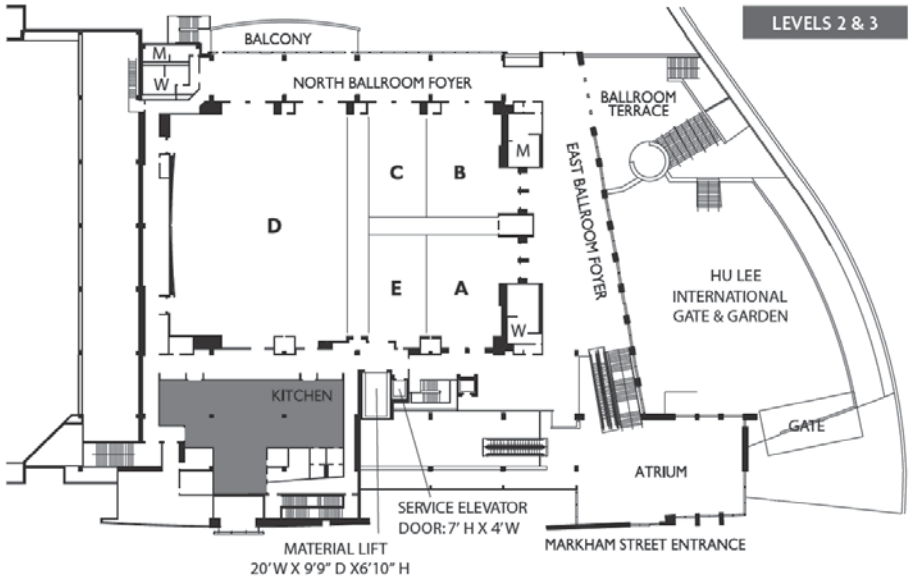 LEVELS 2 & 3
BALCONY
M
W
NORTH BALLROOM FOYER
BALLROOM
TERRACE
M
C
B
EAST BALLROOM FOYER
D
HU LEE
INTERNATIONAL
GATE & GARDEN
E
A
W
KITCHEN
GATE
ATRIUM
SERVICE ELEVATOR
DOOR: 7' H X 4' W
MARKHAM STREET ENTRANCE
MATERIAL LIFT
20' W X 9'9" D X6'10" H